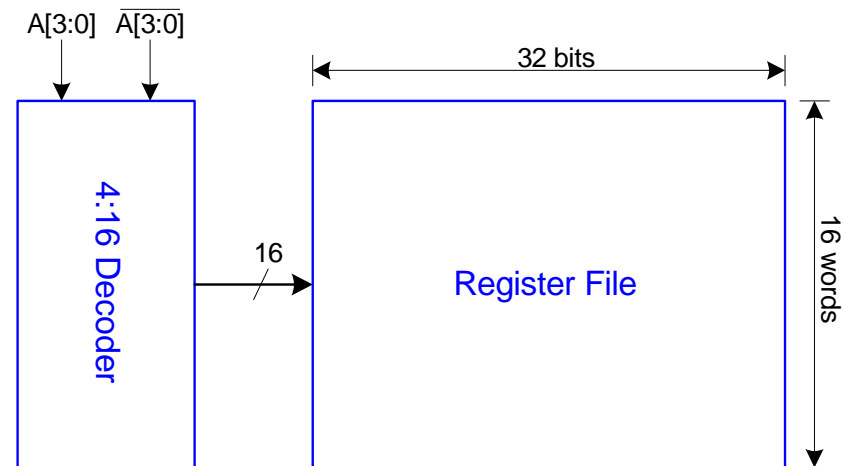 A[3:0] A[3:0]
32 bits
4:16 Decoder
16
Register File
16 words